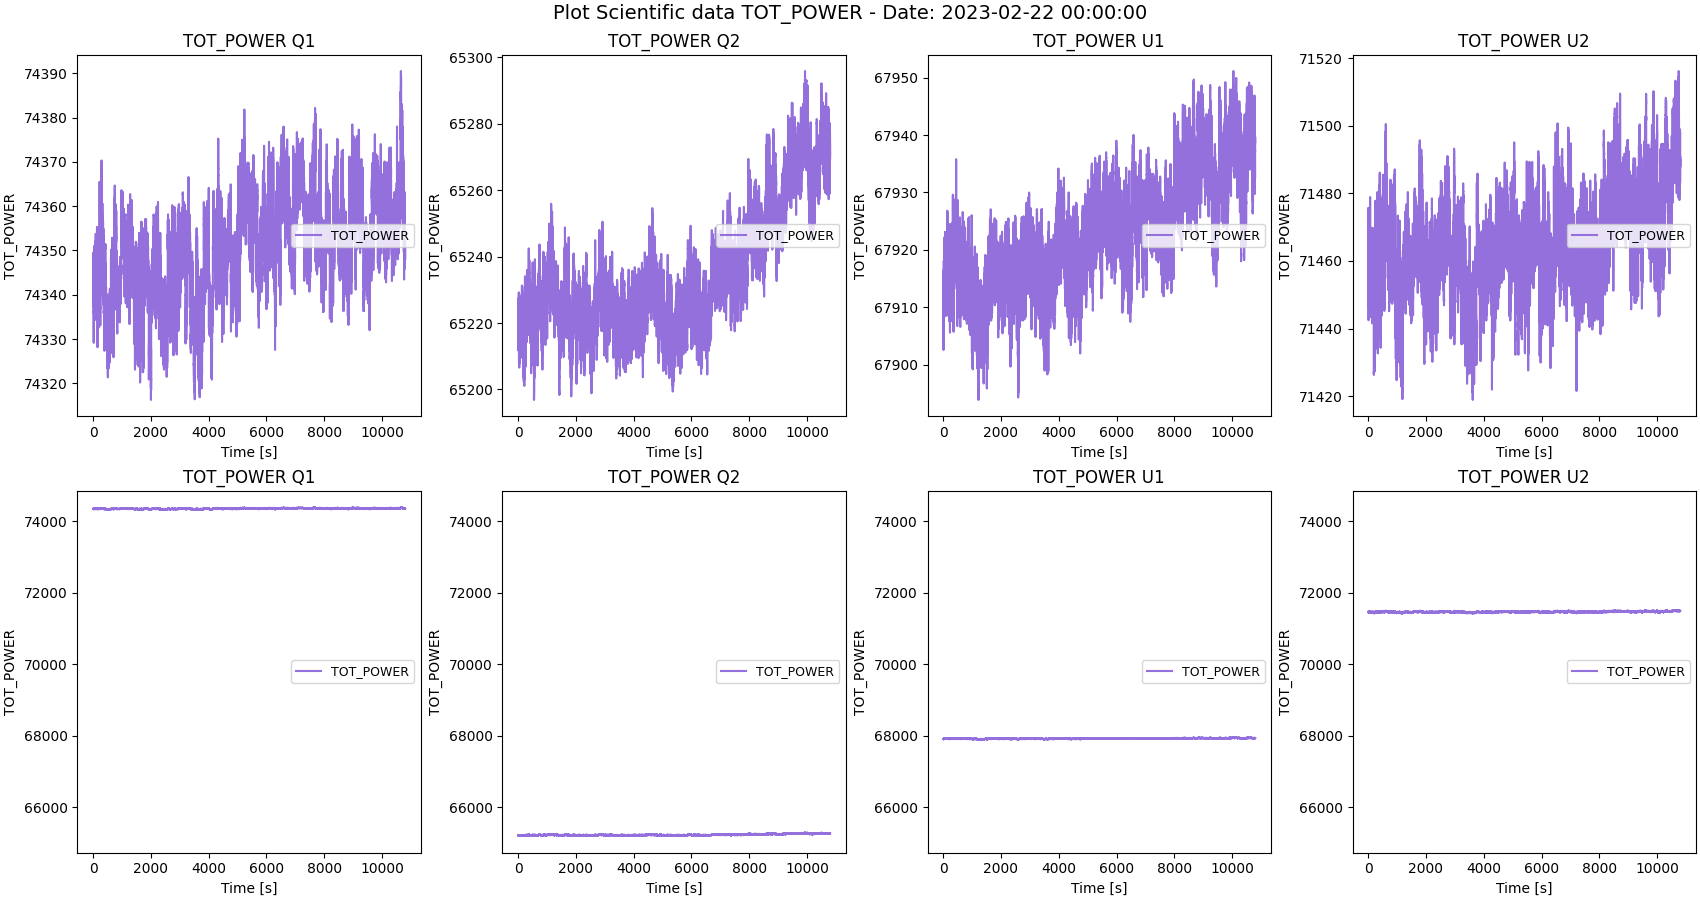 Plot Scientific data TOT_POWER - Date: 2023-02-22 00:00:00
TOT_POWER Q1
TOT_POWER Q2
TOT_POWER U1
TOT_POWER U2
74390
74380
74370
74360
74350
74340
74330
74320
TOT_POWER
TOT_POWER
0 2000 4000 6000 8000 10000
Time [s]
65300
65280
65260
65240
65220
65200
TOT_POWER
TOT_POWER
0 2000 4000 6000 8000 10000
Time [s]
67950
67940
67930
67920
67910
67900
TOT_POWER
TOT_POWER
0 2000 4000 6000 8000 10000
Time [s]
71520
71500
71480
71460
71440
71420
TOT_POWER
TOT_POWER
0 2000 4000 6000 8000 10000
Time [s]
TOT_POWER Q1
TOT_POWER Q2
TOT_POWER U1
TOT_POWER U2
74000
72000
70000
68000
66000
TOT_POWER
TOT_POWER
0 2000 4000 6000 8000 10000
Time [s]
74000
72000
70000
68000
66000
TOT_POWER
TOT_POWER
0 2000 4000 6000 8000 10000
Time [s]
74000
72000
70000
68000
66000
TOT_POWER
TOT_POWER
0 2000 4000 6000 8000 10000
Time [s]
74000
72000
70000
68000
66000
TOT_POWER
TOT_POWER
0 2000 4000 6000 8000 10000
Time [s]